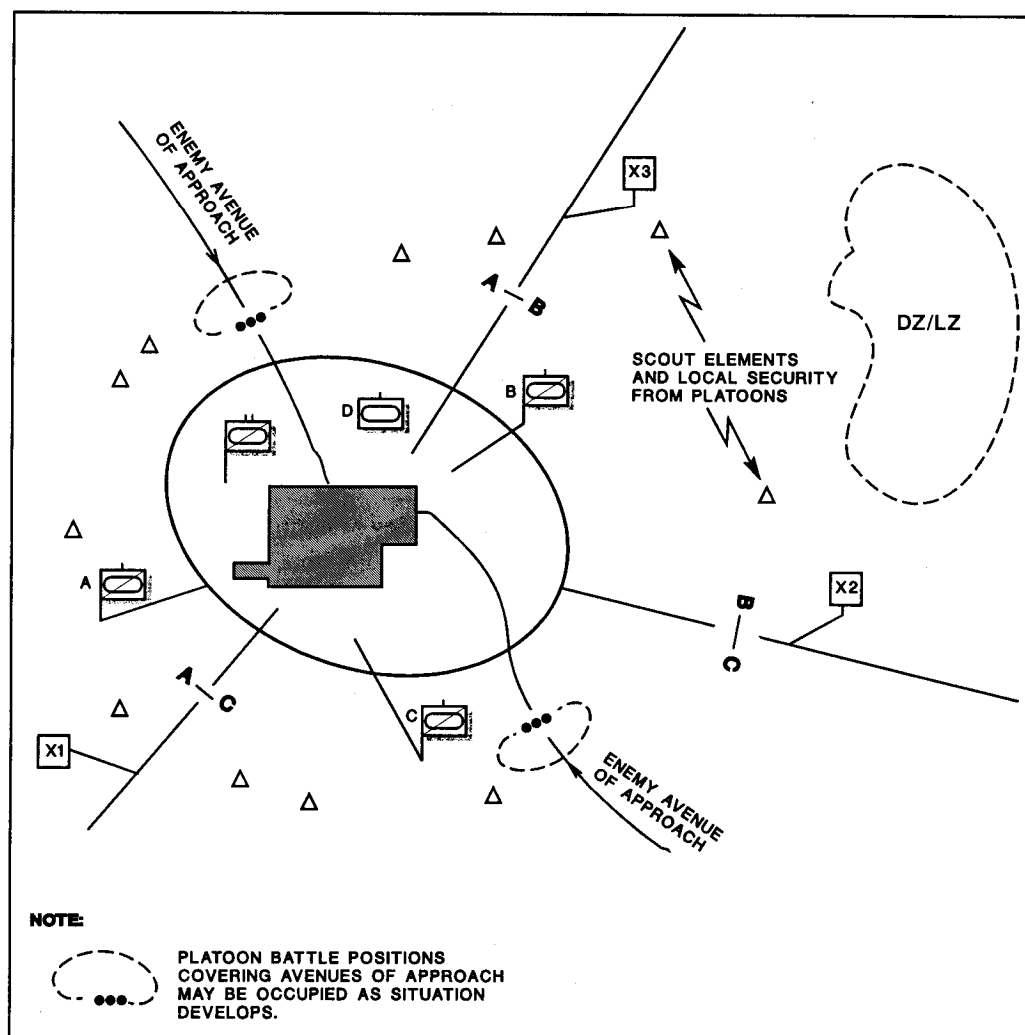 ENEMY AVENUE
OF APPROACH
X3
A
B
DZ/LZ
SCOUT ELEMENTS
AND LOCAL SECURITY
FROM PLATOONS
D
B
A
B
C
X2
A
C
C
X1
ENEMY AVENUE
OF APPROACH
NOTE:
PLATOON BATTLE POSITIONS
COVERING AVENUES OF APPROACH
MAY BE OCCUPIED AS SITUATION
DEVELOPS.